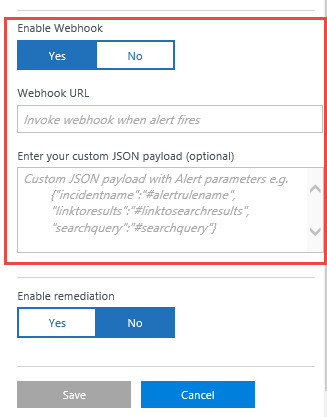 Enable Webhook
Yes No
Webhook URL
Invoke webhook when alert fires
Enter your custom JSON payload (optional)
Custom JSON payload with Alert parameters e.g.
{"incidentname":"#alertrulename",
"linktoresults":"#linktosearchresults",
"searchquery":"#searchquery"}
Enable remediation
Yes No
Save Cancel